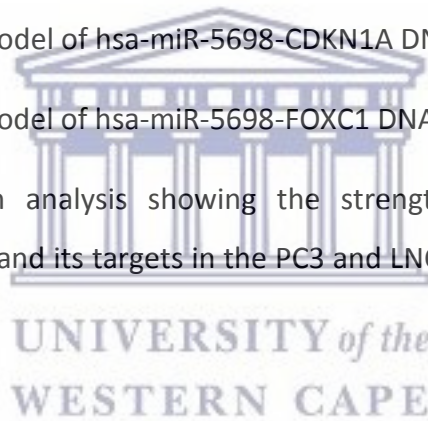 odel of hsa-miR-5698-CDKN1A DN
odel of hsa-miR-5698-FOXC1 DNA
n analysis showing the strengt
and its targets in the PC3 and LNC
UNIVERSITY of the
WESTERN CAPE